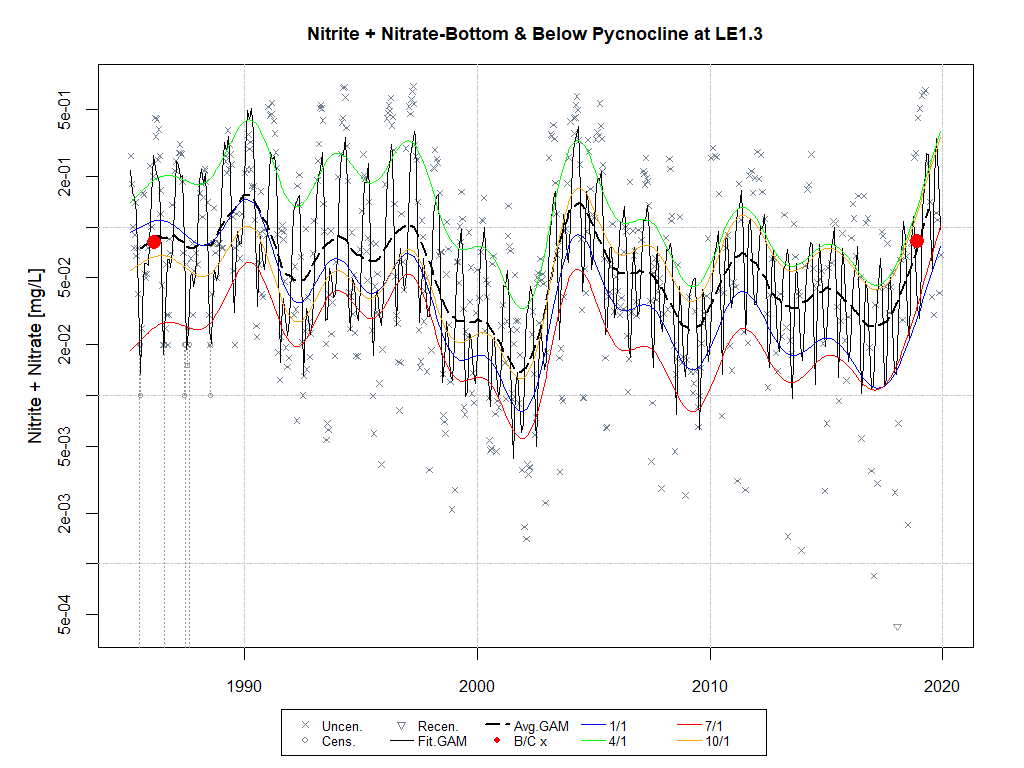 Nitrite + Nitrate-Bottom & Below Pycnocline at LE1.3
Nitrite + Nitrate [mg/L]
5e-01
2e-01
5e-02
2e-02
5e-03
2e-03
5e-04
1990 2000 2010 2020
Uncen. Recen. Avg.GAM 1/1 7/1
Cens. Fit.GAM B/C x 4/1 10/1